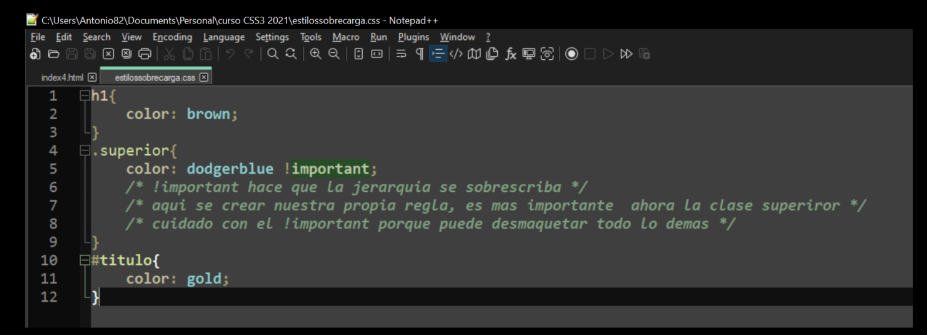 C:\Users\Antonio82\Documents\Personal\curso CSS3 2021\estilossobrecarga.css - Notepad++
File Edit Search View Encoding Language Settings Tools Macro Run Plugins Window ?
index4.html estilossobrecarga.css
1 h1{
2 color: brown;
3 }
4 .superior{
5 color: dodgerblue !important;
6 /* !important hace que la jerarquia se sobrescriba */
7 /* aqui se crear nuestra propia regla, es mas importante  ahora la clase superiror */
8 /* cuidado con el !important porque puede desmaquetar todo lo demas */
9 }
10 #titulo{
11 color: gold;
12 }